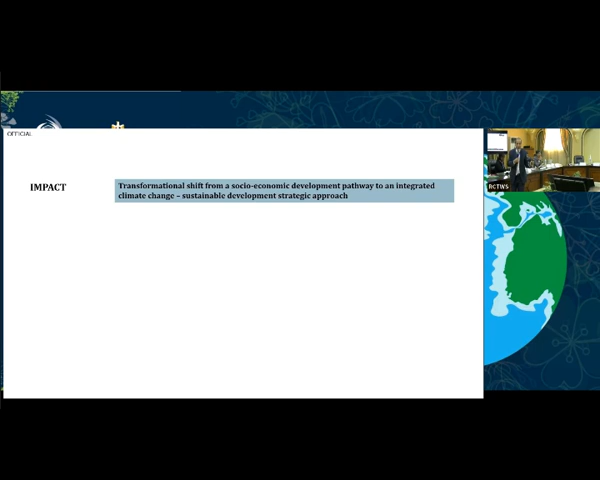 OFFICIAL
IMPACT
Transformational shift from a socio-economic development pathway to an integrated
climate change – sustainable development strategic approach
RCTWS